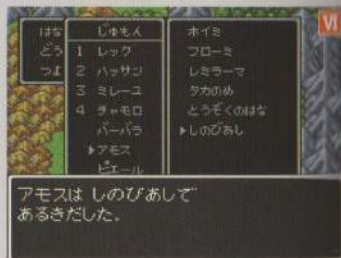 VI
はな
どう
つよ
じゅもん
1 レック
2 ハッサン
3 ミレーユ
4 チャモロ
バーバラ
▶アモス
ピエール
ホイミ
フローミ
レミラーマ
タカのめ
とうぞくのはな
▶しのびあし
アモスは しのびあしで
あるきだした。